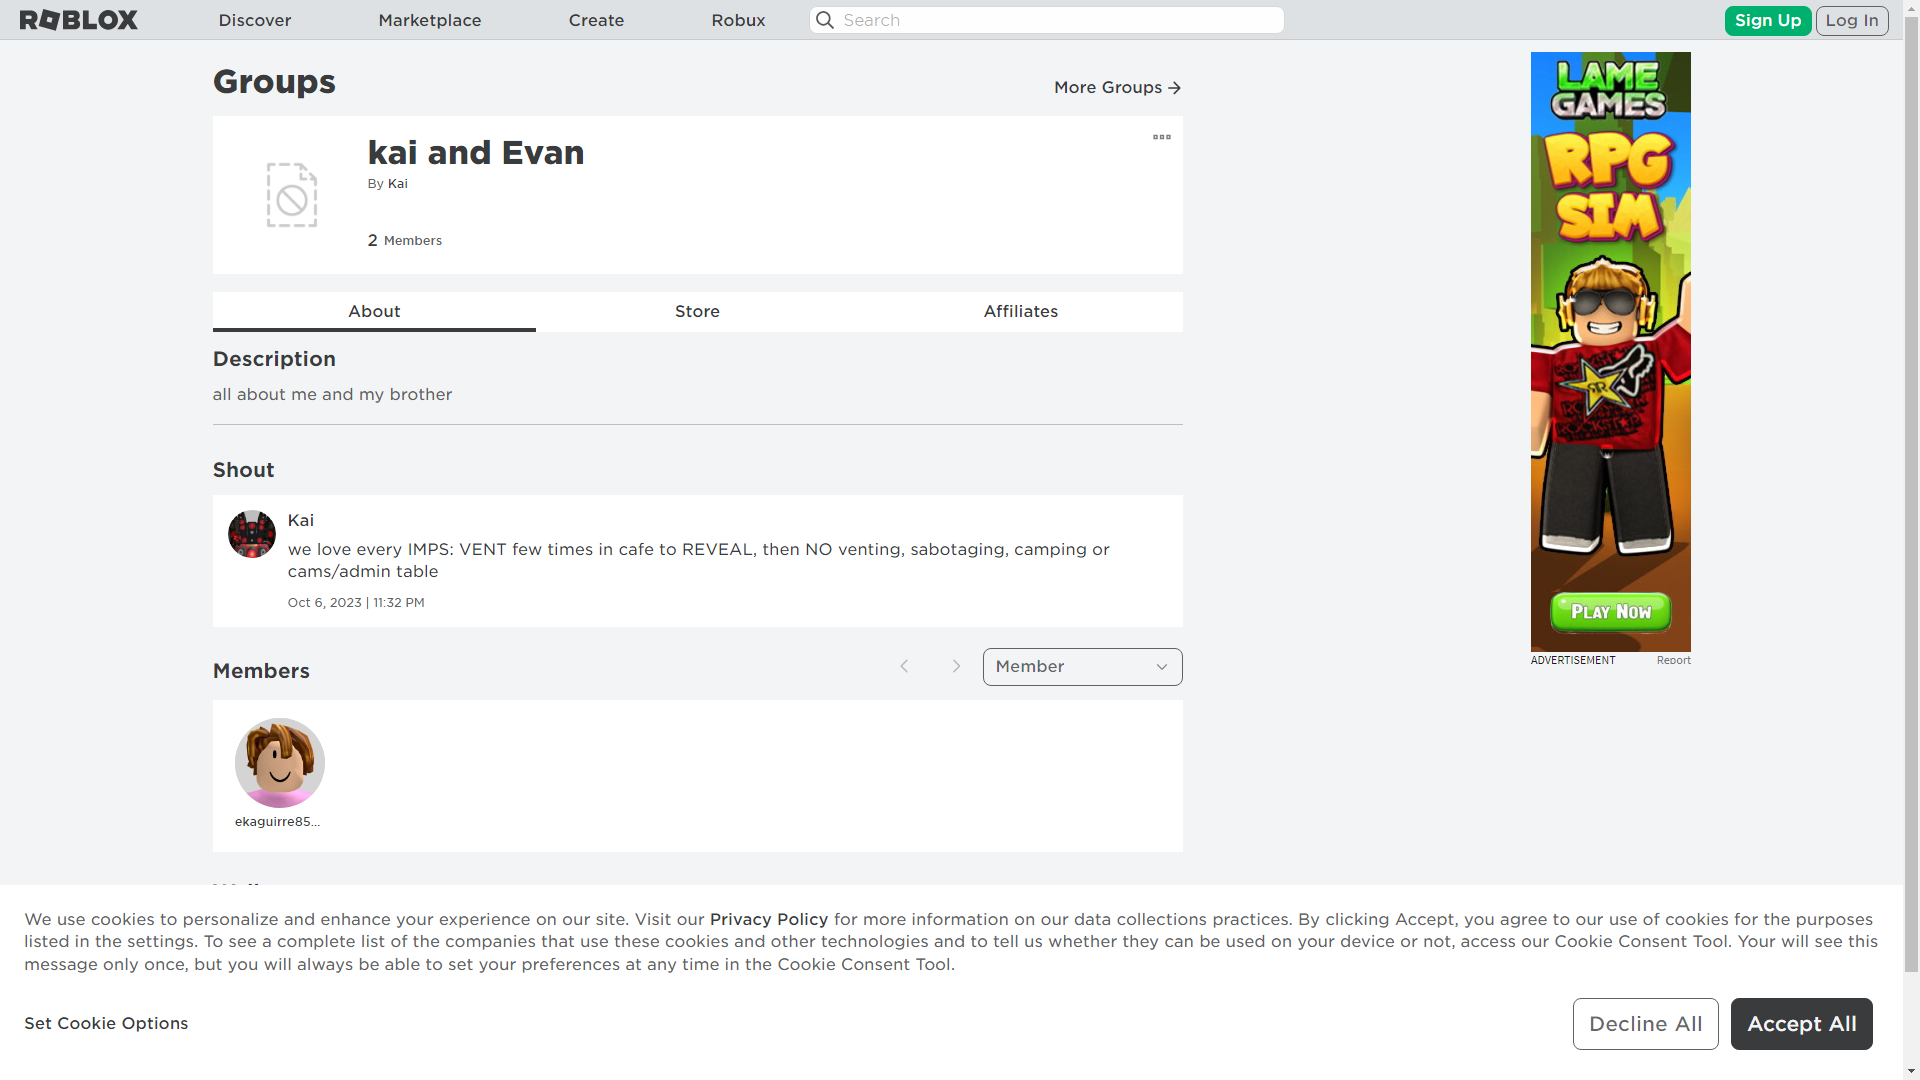 ROBLOX
Discover
Marketplace
Create
Robux
Search
Sign Up
Log In
Groups
More Groups
kai and Evan
By Kai
2 Members
About
Store
Affiliates
Description
all about me and my brother
Shout
Kai
we love every IMPS: VENT few times in cafe to REVEAL, then NO venting, sabotaging, camping or
cams/admin table
Oct 6, 2023 | 11:32 PM
Members
Member
ekaguirre85...
LAME
GAMES
RPG
SIM
ROCKSTAR
PLAY NOW
ADVERTISEMENT
Report
We use cookies to personalize and enhance your experience on our site. Visit our Privacy Policy for more information on our data collections practices. By clicking Accept, you agree to our use of cookies for the purposes
listed in the settings. To see a complete list of the companies that use these cookies and other technologies and to tell us whether they can be used on your device or not, access our Cookie Consent Tool. Your will see this
message only once, but you will always be able to set your preferences at any time in the Cookie Consent Tool.
Set Cookie Options
Decline All
Accept All